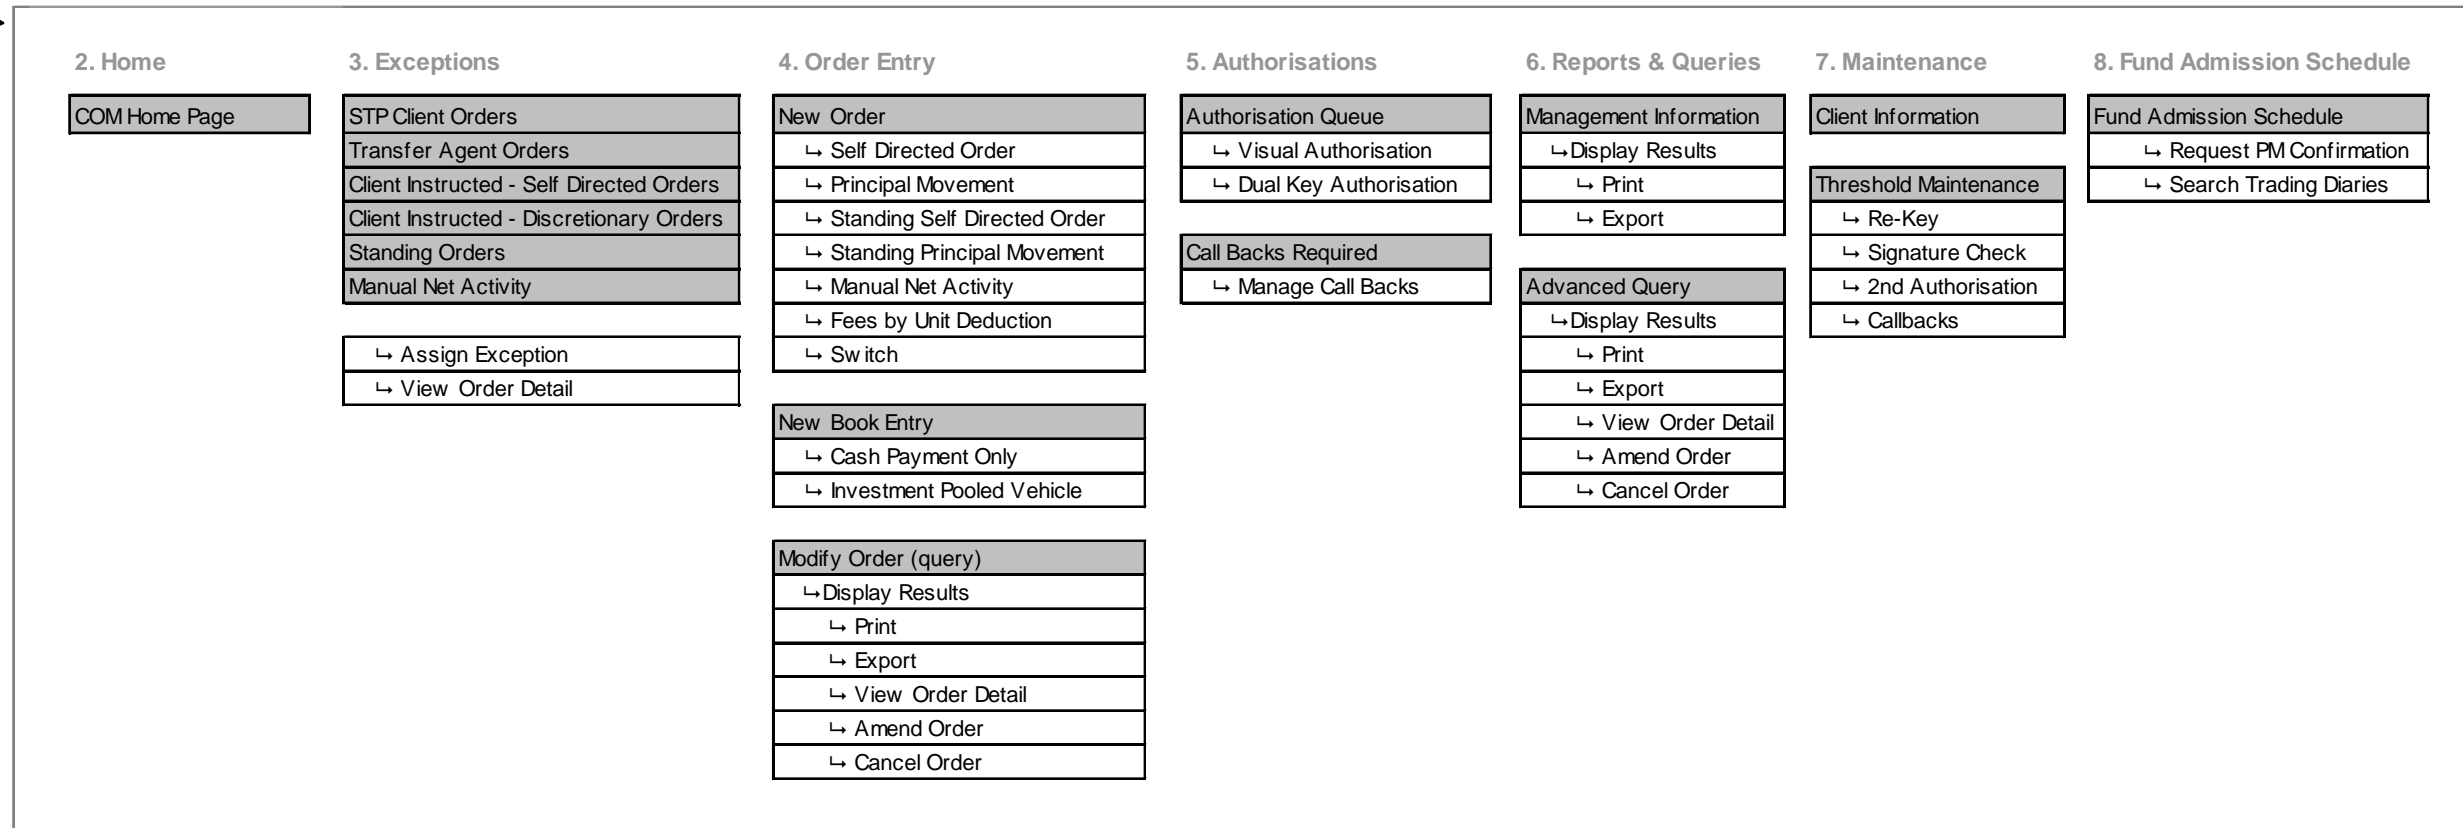 2. Home
COM Home Page
3. Exceptions
STP Client Orders
Transfer Agent Orders
Client Instructed - Self Directed Orders
Client Instructed - Discretionary Orders
Standing Orders
Manual Net Activity
↳ Assign Exception
↳ View Order Detail
4. Order Entry
New Order
↳ Self Directed Order
↳ Principal Movement
↳ Standing Self Directed Order
↳ Standing Principal Movement
↳ Manual Net Activity
↳ Fees by Unit Deduction
↳ Switch
New Book Entry
↳ Cash Payment Only
↳ Investment Pooled Vehicle
Modify Order (query)
↳Display Results
↳ Print
↳ Export
↳ View Order Detail
↳ Amend Order
↳ Cancel Order
5. Authorisations
Authorisation Queue
↳ Visual Authorisation
↳ Dual Key Authorisation
Call Backs Required
↳ Manage Call Backs
6. Reports & Queries
Management Information
↳Display Results
↳ Print
↳ Export
Advanced Query
↳Display Results
↳ Print
↳ Export
↳ View Order Detail
↳ Amend Order
↳ Cancel Order
7. Maintenance
Client Information
Threshold Maintenance
↳ Re-Key
↳ Signature Check
↳ 2nd Authorisation
↳ Callbacks
8. Fund Admission Schedule
Fund Admission Schedule
↳ Request PM Confirmation
↳ Search Trading Diaries